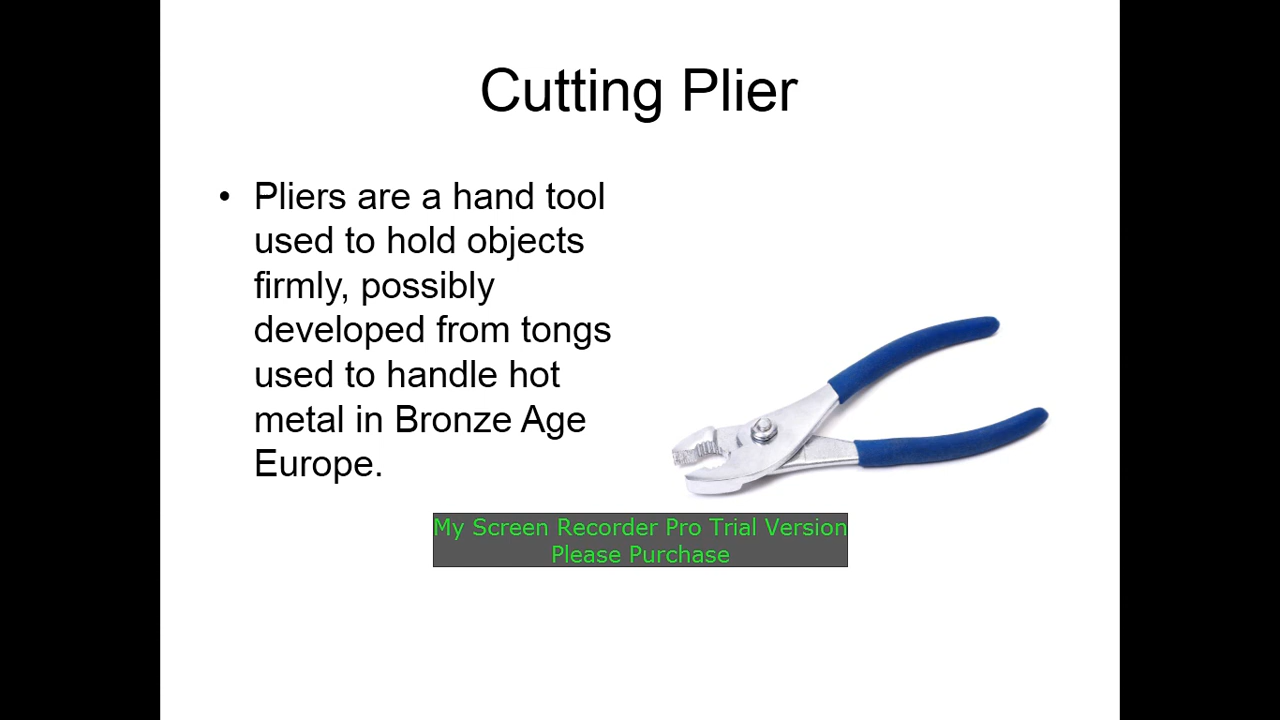 Cutting Plier
• Pliers are a hand tool
used to hold objects
firmly, possibly
developed from tongs
used to handle hot
metal in Bronze Age
Europe.
My Screen Recorder Pro Trial Version
Please Purchase